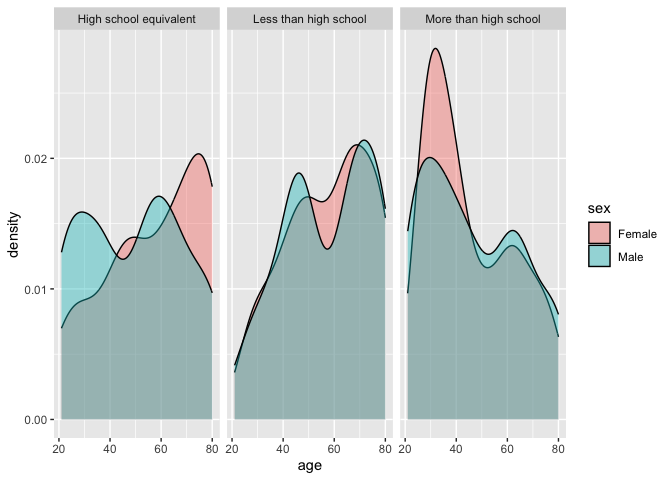 High school equivalent
Less than high school
More than high school
0.02
0.01
0.00
density
20 40 60 80
20 40 60 80
20 40 60 80
age
sex
Female
Male